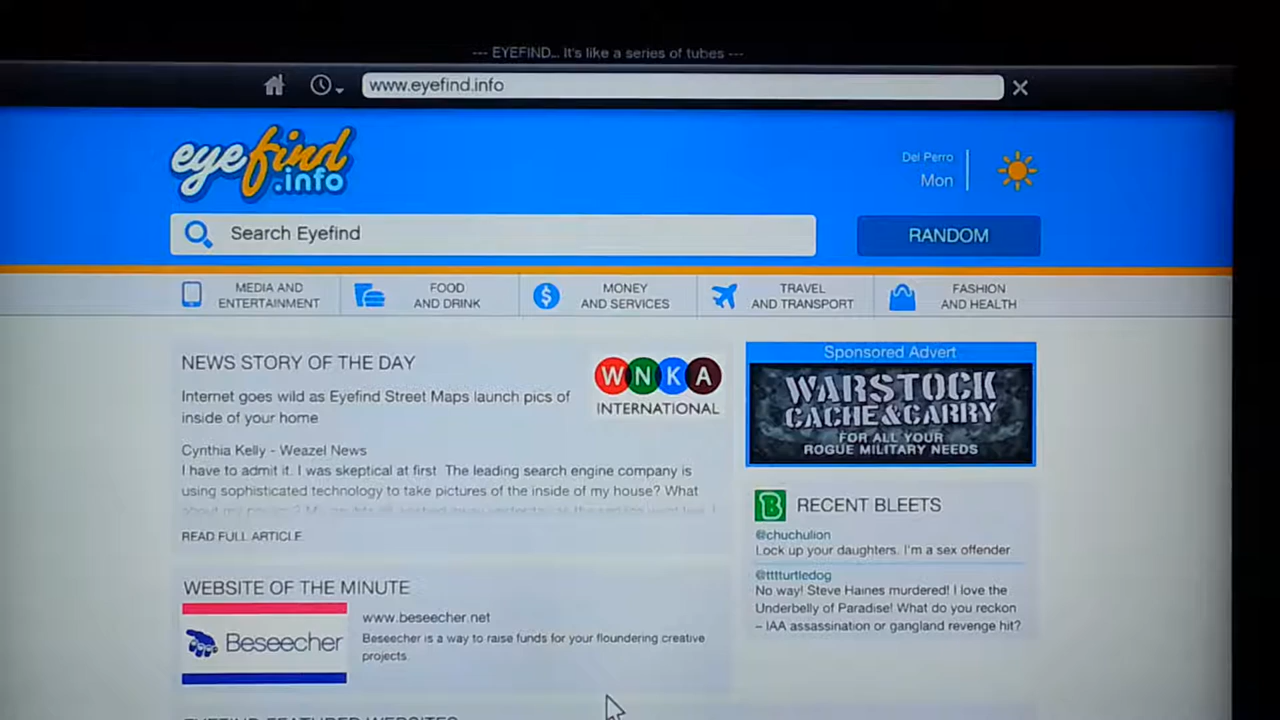 --- EYEFIND... It's like a series of tubes ---
www.eyefind.info
eyefind
.info
Del Perro
Mon
Search Eyefind
RANDOM
MEDIA AND
ENTERTAINMENT
FOOD
AND DRINK
MONEY
AND SERVICES
TRAVEL
AND TRANSPORT
FASHION
AND HEALTH
NEWS STORY OF THE DAY
WNKA
INTERNATIONAL
Internet goes wild as Eyefind Street Maps launch pics of
inside of your home
Cynthia Kelly - Weazel News
I have to admit it. I was skeptical at first. The leading search engine company is
using sophisticated technology to take pictures of the inside of my house? What
READ FULL ARTICLE
WEBSITE OF THE MINUTE
Beseecher
www.beseecher.net
Beseecher is a way to raise funds for your floundering creative
projects.
Sponsored Advert
WARSTOCK
CACHE&CARRY
FOR ALL YOUR
ROGUE MILITARY NEEDS
B
RECENT BLEETS
@chuchulion
Lock up your daughters. I'm a sex offender
@tttturtledog
No way! Steve Haines murdered! I love the
Underbelly of Paradise! What do you reckon
– IAA assassination or gangland revenge hit?
EYEFIND FEATURED WEBSITES